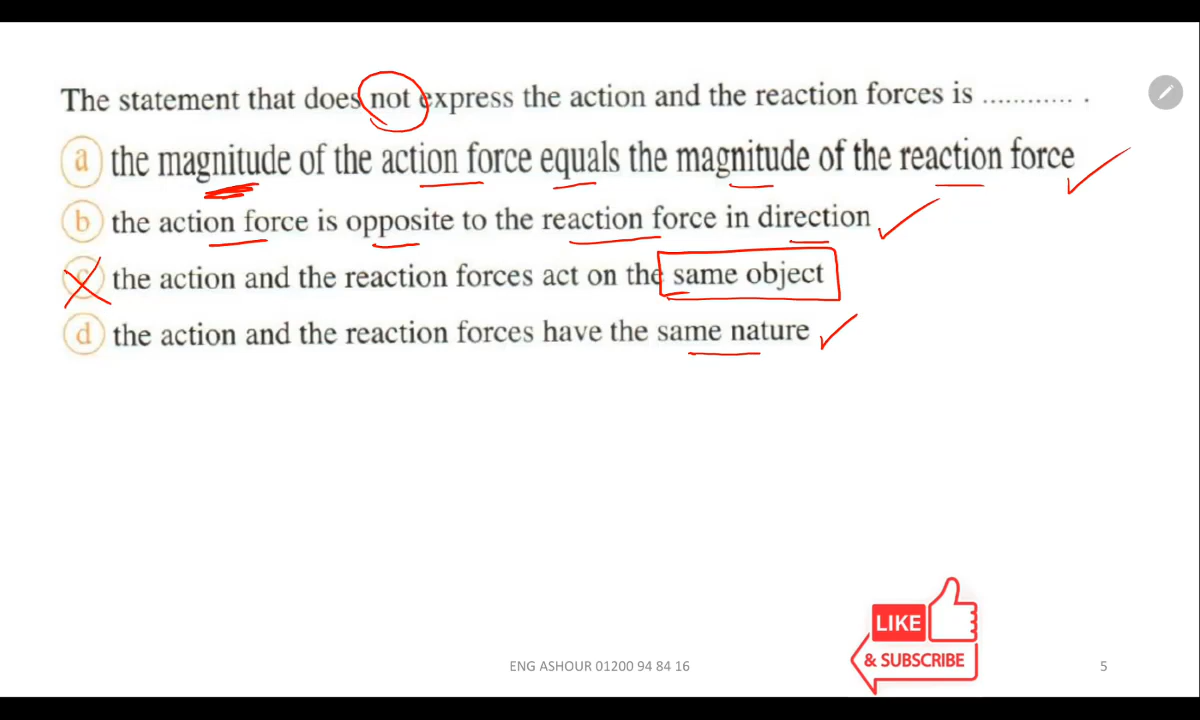 The statement that does not express the action and the reaction forces is ............ .
a the magnitude of the action force equals the magnitude of the reaction force
b the action force is opposite to the reaction force in direction
c the action and the reaction forces act on the same object
d the action and the reaction forces have the same nature
LIKE
& SUBSCRIBE
ENG ASHOUR 01200 94 84 16
5